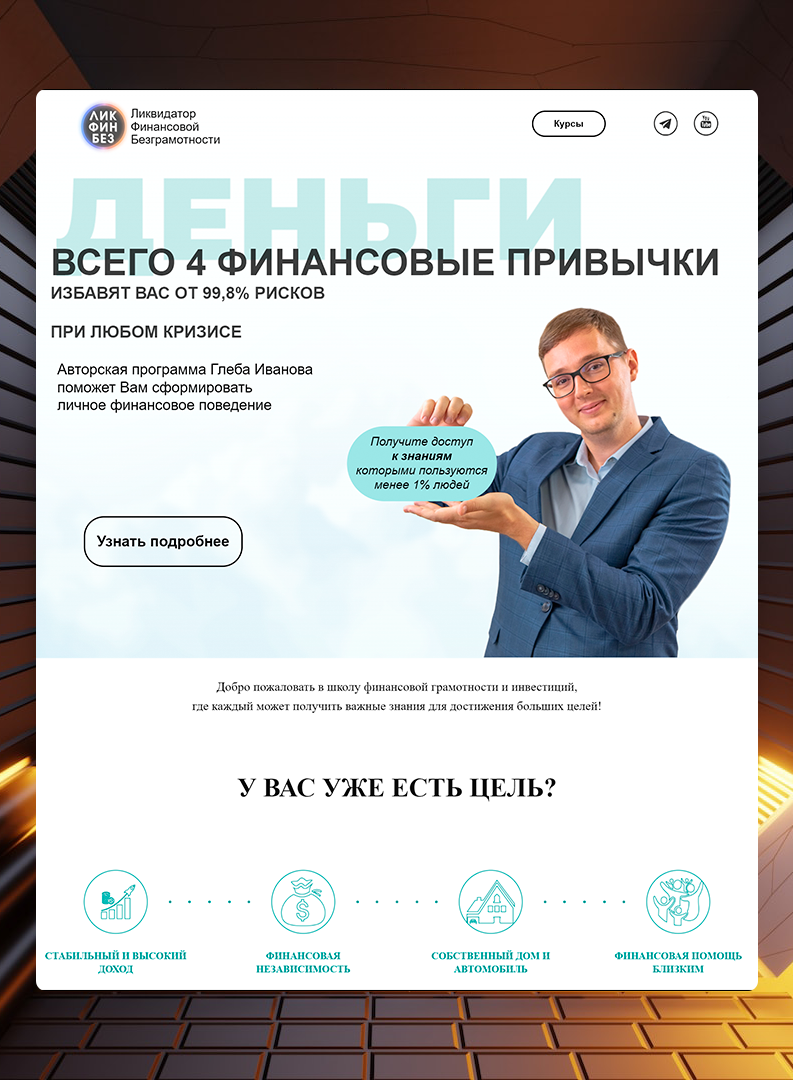 ЛИК
ФИН
БЕЗ
Ликвидатор
Финансовой
Безграмотности
Курсы
You
Tube
ДЕНЬГИ
ВСЕГО 4 ФИНАНСОВЫЕ ПРИВЫЧКИ
ИЗБАВЯТ ВАС ОТ 99,8% РИСКОВ
ПРИ ЛЮБОМ КРИЗИСЕ
Авторская программа Глеба Иванова
поможет Вам сформировать
личное финансовое поведение
Получите доступ
к знаниям
которыми пользуются
менее 1% людей
Узнать подробнее
Добро пожаловать в школу финансовой грамотности и инвестиций,
где каждый может получить важные знания для достижения больших целей!
У ВАС УЖЕ ЕСТЬ ЦЕЛЬ?
$
СТАБИЛЬНЫЙ И ВЫСОКИЙ
ДОХОД
ФИНАНСОВАЯ
НЕЗАВИСИМОСТЬ
СОБСТВЕННЫЙ ДОМ И
АВТОМОБИЛЬ
ФИНАНСОВАЯ ПОМОЩЬ
БЛИЗКИМ